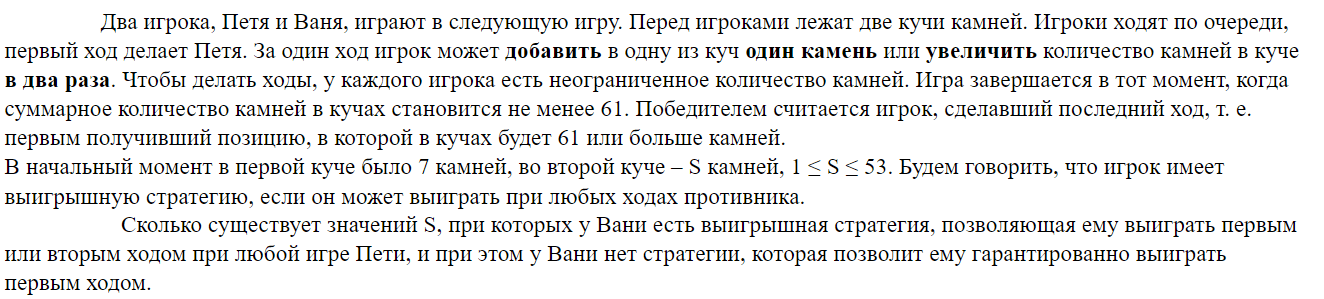 Два игрока, Петя и Ваня, играют в следующую игру. Перед игроками лежат две кучи камней. Игроки ходят по очереди,
первый ход делает Петя. За один ход игрок может добавить в одну из куч один камень или увеличить количество камней в куче
в два раза. Чтобы делать ходы, у каждого игрока есть неограниченное количество камней. Игра завершается в тот момент, когда
суммарное количество камней в кучах становится не менее 61. Победителем считается игрок, сделавший последний ход, т. е.
первым получивший позицию, в которой в кучах будет 61 или больше камней.
В начальный момент в первой куче было 7 камней, во второй куче – S камней, 1 ≤ S ≤ 53. Будем говорить, что игрок имеет
выигрышную стратегию, если он может выиграть при любых ходах противника.
Сколько существует значений S, при которых у Вани есть выигрышная стратегия, позволяющая ему выиграть первым
или вторым ходом при любой игре Пети, и при этом у Вани нет стратегии, которая позволит ему гарантированно выиграть
первым ходом.